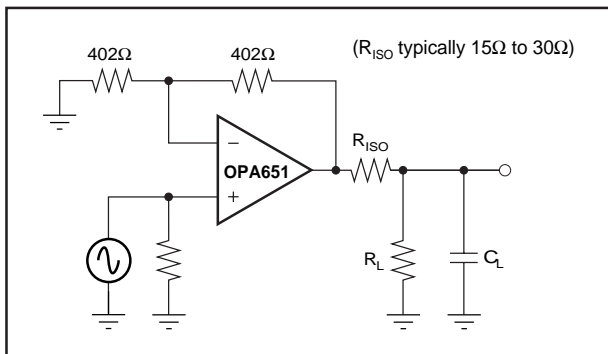 402Ω
402Ω
(RISO typically 15Ω to 30Ω)
RISO
–
OPA651
+
RL
CL